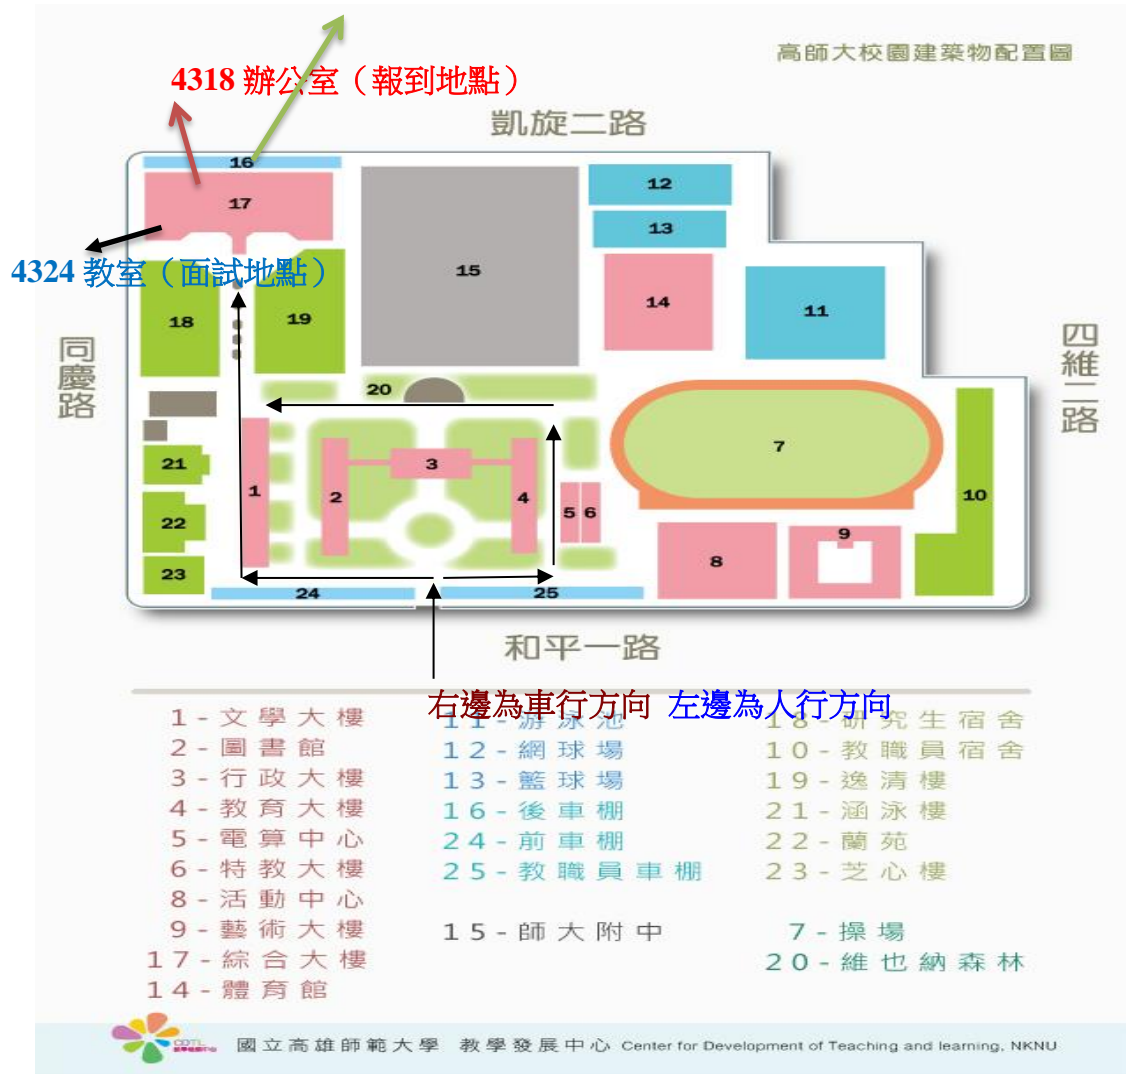 高師大校園建築物配置圖
4318 辦公室（報到地點）
凱旋二路
16
17
12
13
15
14
11
4324 教室（面試地點）
18
19
同慶路
四維二路
20
7
21
1
2
3
4
5
6
10
22
9
8
23
24
25
和平一路
右邊為車行方向 左邊為人行方向
1-文學大樓
2-圖書館
3-行政大樓
4-教育大樓
5-電算中心
6-特教大樓
8-活動中心
9-藝術大樓
17-綜合大樓
14-體育館
11-游泳池
12-網球場
13-籃球場
16-後車棚
24-前車棚
25-教職員車棚
15-師大附中
18-研究生宿舍
10-教職員宿舍
19-逸清樓
21-涵泳樓
22-蘭苑
23-芝心樓
7-操場
20-維也納森林
國立高雄師範大學 教學發展中心 Center for Development of Teaching and learning, NKNU